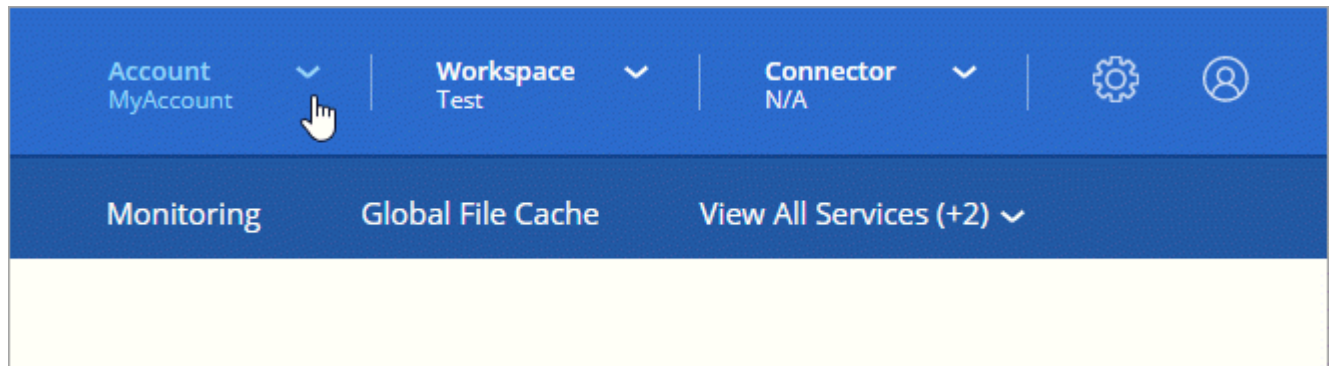 Account
MyAccount
Workspace
Test
Connector
N/A
Monitoring
Global File Cache
View All Services (+2)